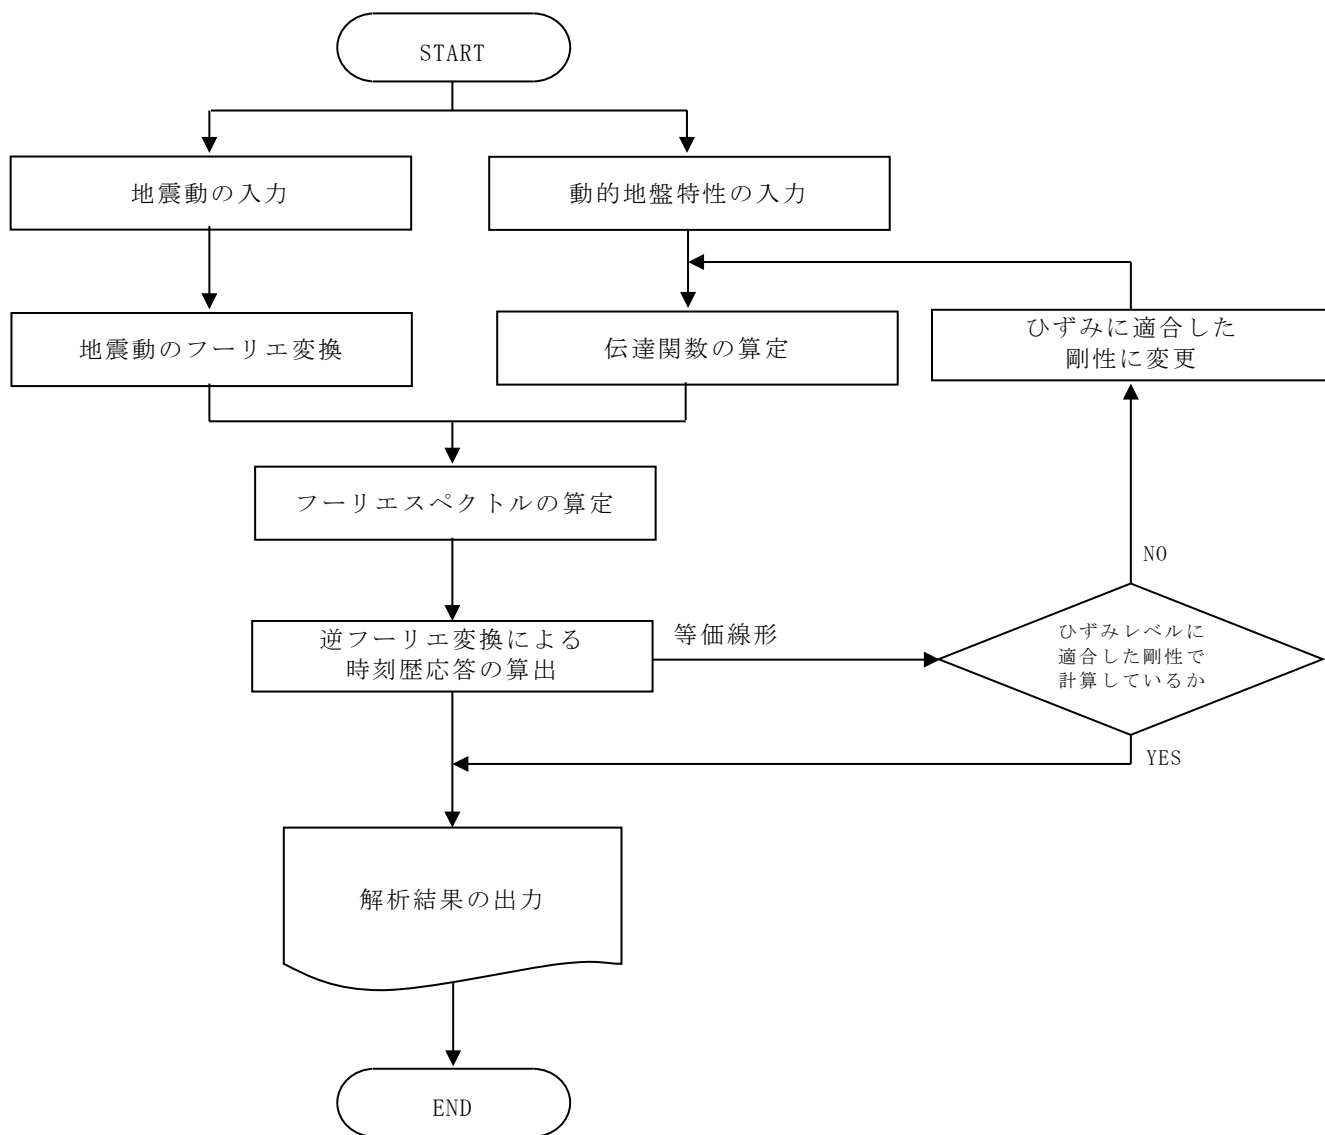 START
地震動の入力
動的地盤特性の入力
地震動のフーリエ変換
伝達関数の算定
ひずみに適合した
剛性に変更
フーリエスペクトルの算定
NO
逆フーリエ変換による
時刻歴応答の算出
等価線形
ひずみレベルに
適合した剛性で
計算しているか
YES
解析結果の出力
END